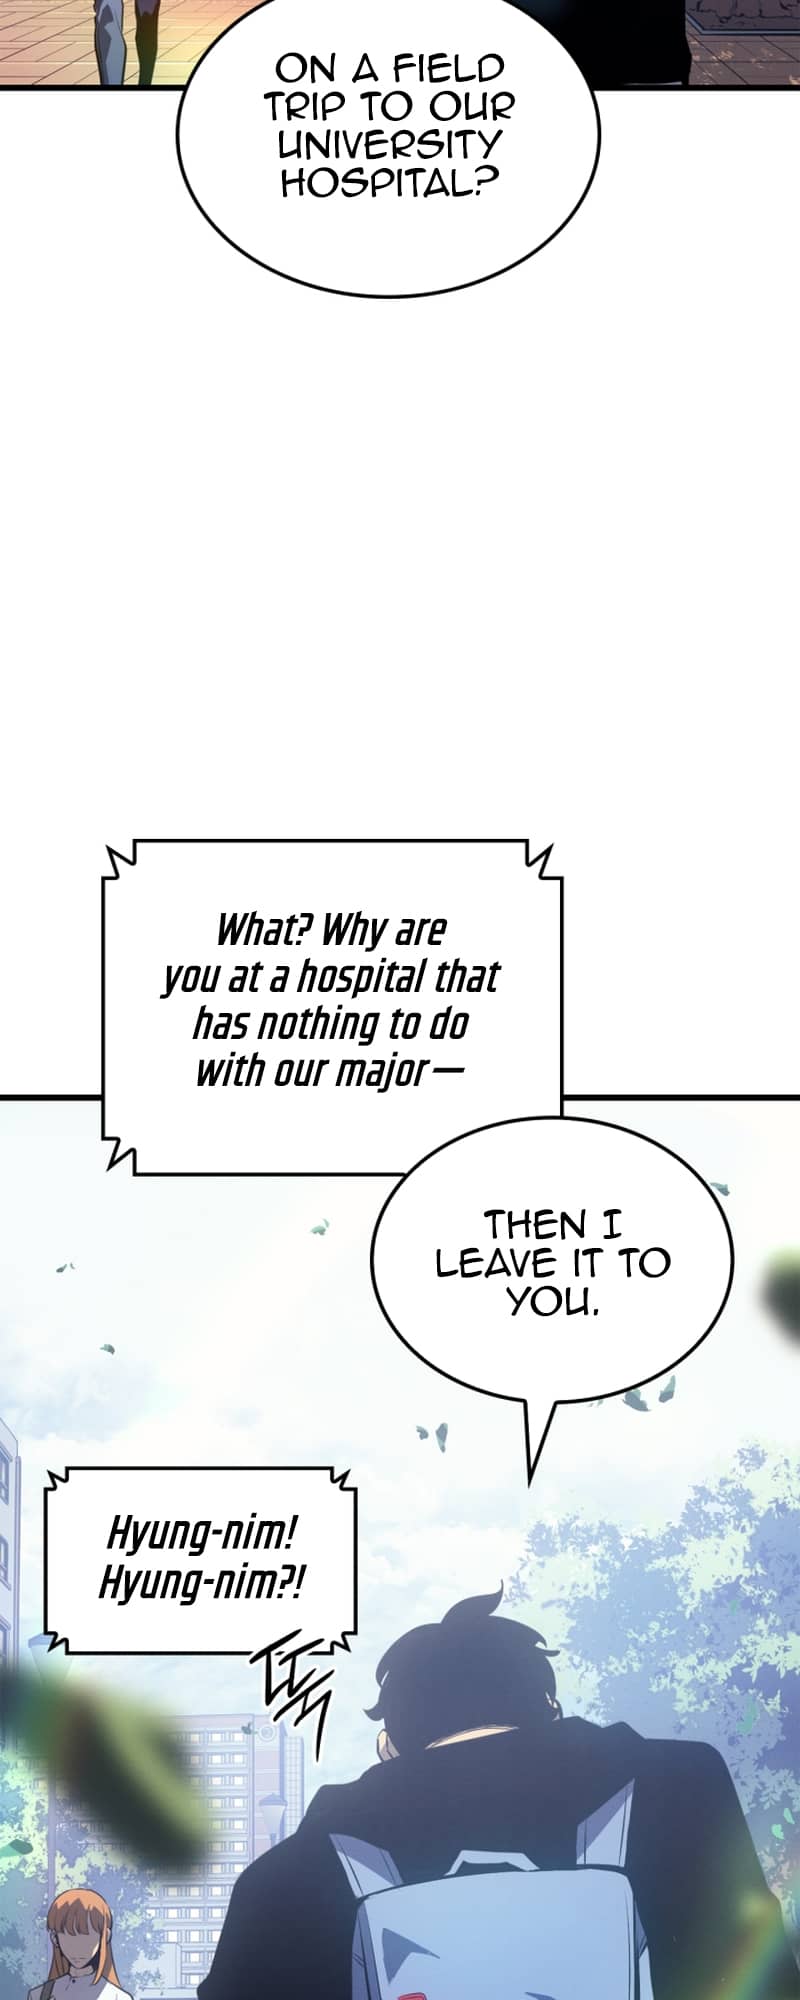 ON A FIELD
TRIP TO OUR
UNIVERSITY
HOSPITAL?
What? Why are
you at a hospital that
has nothing to do
with our major—
THEN I
LEAVE IT TO
YOU.
Hyung-nim!
Hyung-nim?!